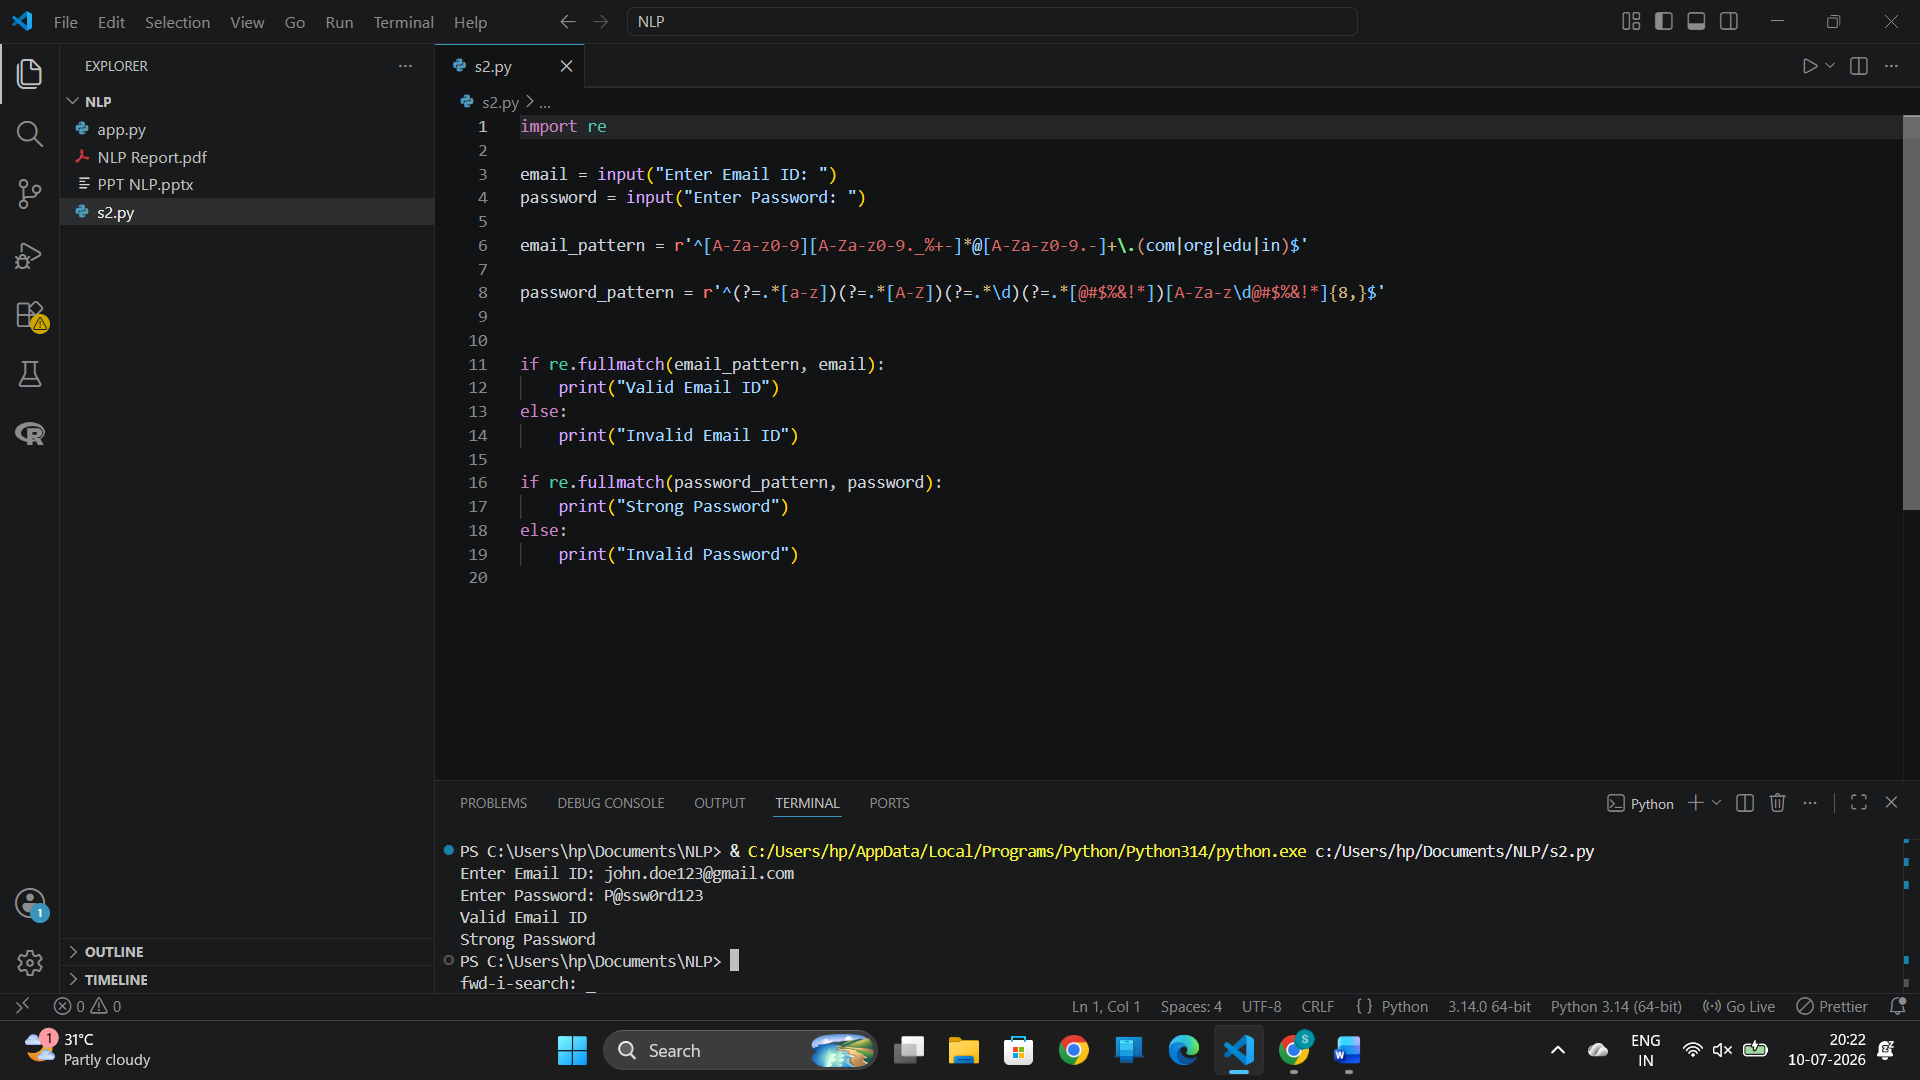 File Edit Selection View Go Run Terminal Help
NLP
EXPLORER
NLP
app.py
NLP Report.pdf
PPT NLP.pptx
s2.py
OUTLINE
TIMELINE
s2.py
s2.py > ...
1 import re
2
3 email = input("Enter Email ID: ")
4 password = input("Enter Password: ")
5
6 email_pattern = r'^[A-Za-z0-9][A-Za-z0-9._%+-]*@[A-Za-z0-9.-]+\.(com|org|edu|in)$'
7
8 password_pattern = r'^(?=.*[a-z])(?=.*[A-Z])(?=.*\d)(?=.*[@#$%&!*])[A-Za-z\d@#$%&!*]{8,}$'
9
10
11 if re.fullmatch(email_pattern, email):
12     print("Valid Email ID")
13 else:
14     print("Invalid Email ID")
15
16 if re.fullmatch(password_pattern, password):
17     print("Strong Password")
18 else:
19     print("Invalid Password")
20
PROBLEMS DEBUG CONSOLE OUTPUT TERMINAL PORTS
Python
PS C:\Users\hp\Documents\NLP> & C:/Users/hp/AppData/Local/Programs/Python/Python314/python.exe c:/Users/hp/Documents/NLP/s2.py
Enter Email ID: john.doe123@gmail.com
Enter Password: P@ssw0rd123
Valid Email ID
Strong Password
PS C:\Users\hp\Documents\NLP>
fwd-i-search: _
1
0 0
Ln 1, Col 1 Spaces: 4 UTF-8 CRLF { } Python 3.14.0 64-bit Python 3.14 (64-bit) Go Live Prettier
1
31°C
Partly cloudy
Search
S
W
ENG
IN
20:22
10-07-2026